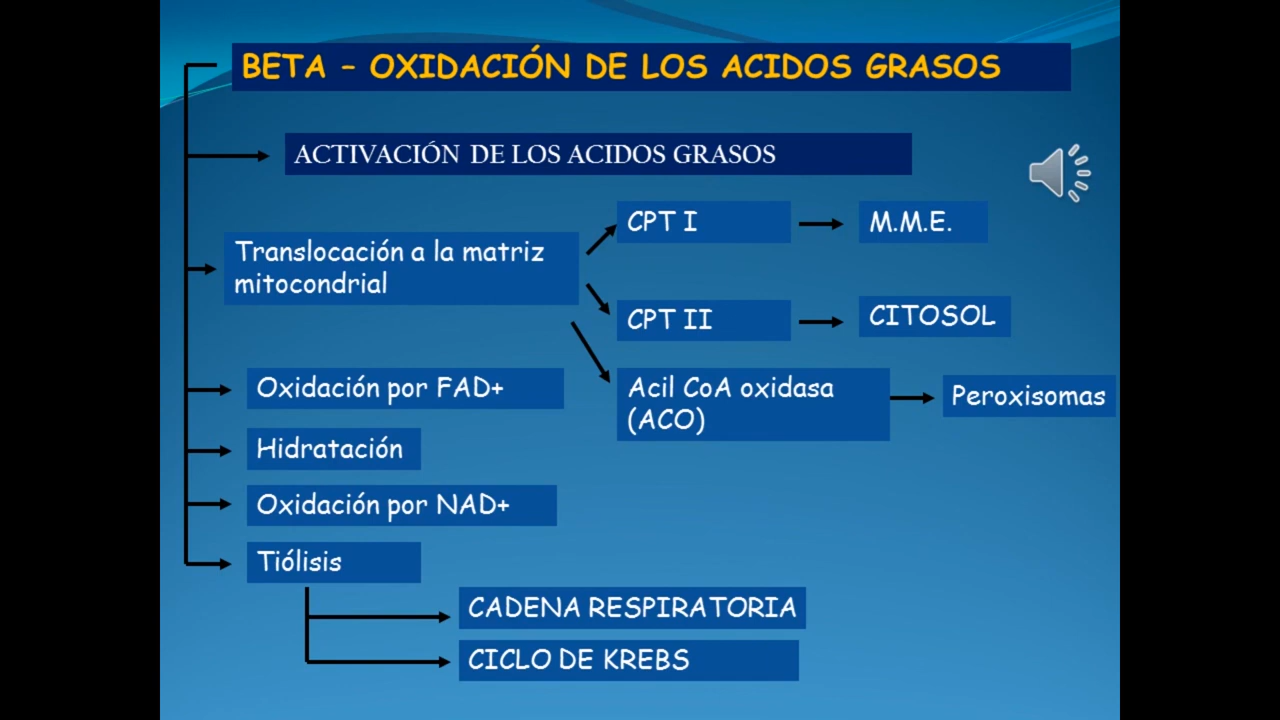 BETA – OXIDACIÓN DE LOS ACIDOS GRASOS
ACTIVACIÓN DE LOS ACIDOS GRASOS
Translocación a la matriz
mitocondrial
CPT I
M.M.E.
CPT II
CITOSOL
Acil CoA oxidasa
(ACO)
Peroxisomas
Oxidación por FAD+
Hidratación
Oxidación por NAD+
Tiólisis
CADENA RESPIRATORIA
CICLO DE KREBS